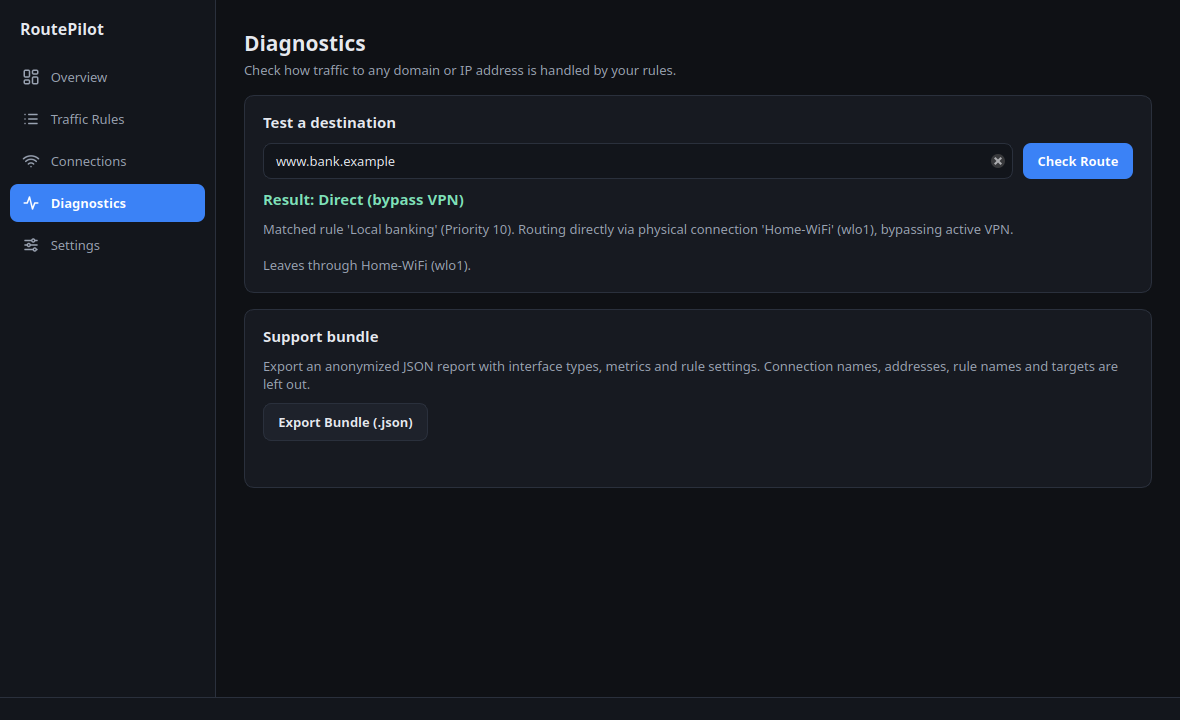 RoutePilot
Overview
Traffic Rules
Connections
Diagnostics
Settings
Diagnostics
Check how traffic to any domain or IP address is handled by your rules.
Test a destination
www.bank.example
Check Route
Result: Direct (bypass VPN)
Matched rule 'Local banking' (Priority 10). Routing directly via physical connection 'Home-WiFi' (wlo1), bypassing active VPN.
Leaves through Home-WiFi (wlo1).
Support bundle
Export an anonymized JSON report with interface types, metrics and rule settings. Connection names, addresses, rule names and targets are
left out.
Export Bundle (.json)